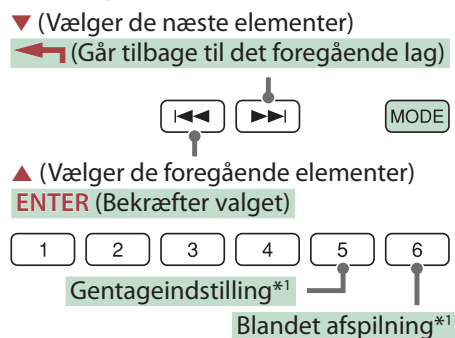 ▼ (Vælger de næste elementer)
(Går tilbage til det foregående lag)
MODE
▲ (Vælger de foregående elementer)
ENTER (Bekræfter valget)
1 2 3 4 5 6
Gentageindstilling*1
Blandet afspilning*1